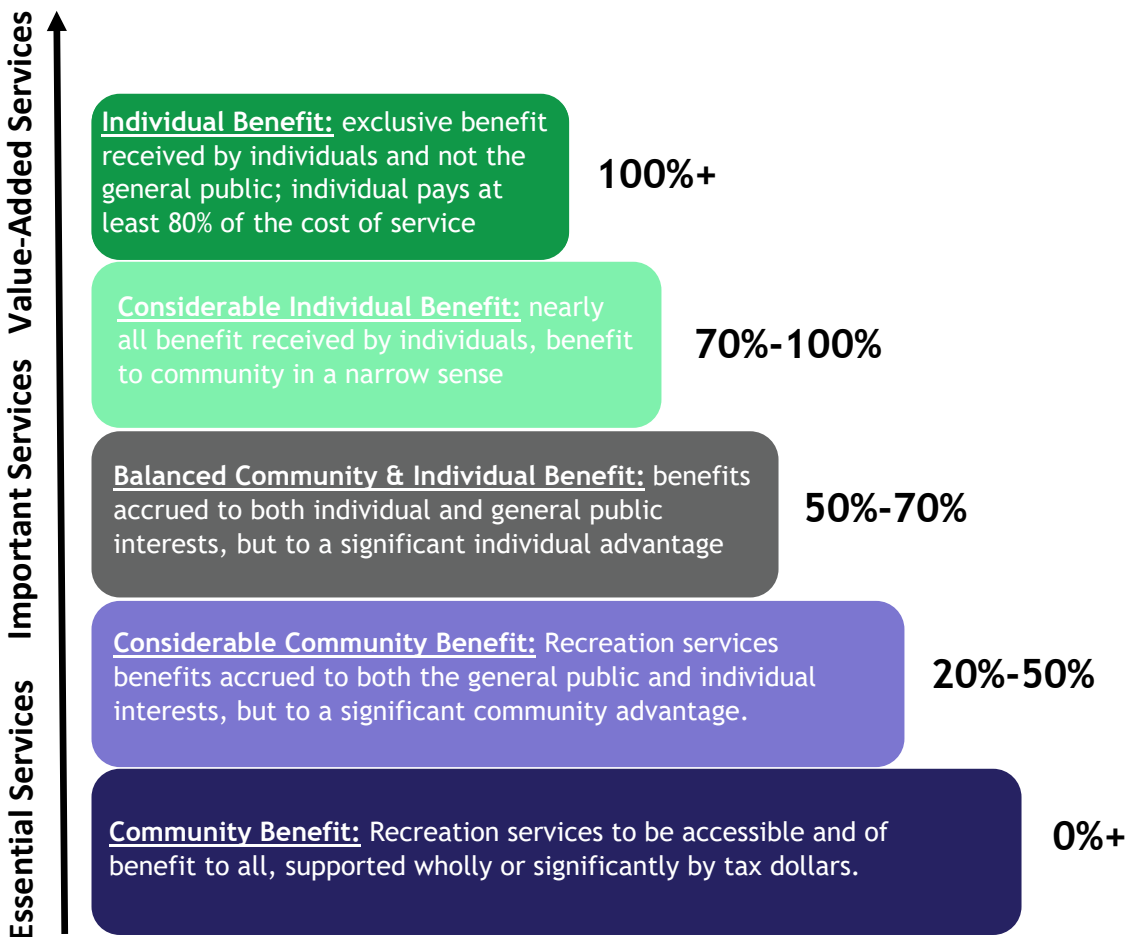 Value-Added Services
Individual Benefit: exclusive benefit
received by individuals and not the
general public; individual pays at
least 80% of the cost of service
100%+
Considerable Individual Benefit: nearly
all benefit received by individuals, benefit
to community in a narrow sense
70%-100%
Important Services
Balanced Community & Individual Benefit: benefits
accrued to both individual and general public
interests, but to a significant individual advantage
50%-70%
Considerable Community Benefit: Recreation services
benefits accrued to both the general public and individual
interests, but to a significant community advantage.
20%-50%
Essential Services
Community Benefit: Recreation services to be accessible and of
benefit to all, supported wholly or significantly by tax dollars.
0%+